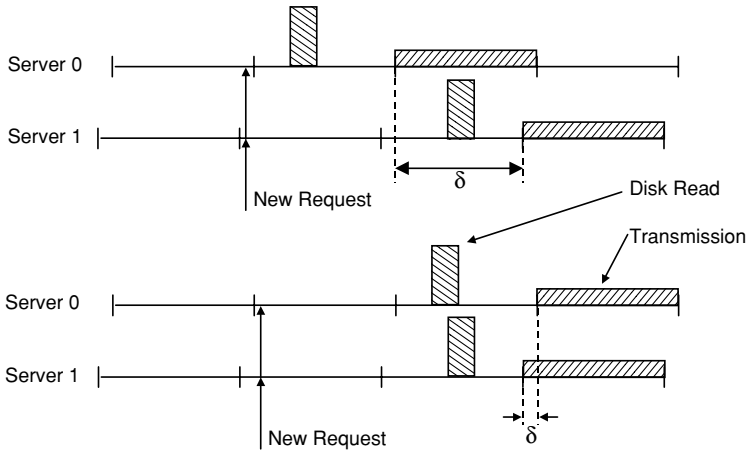 Server 0
Server 1
δ
New Request
Disk Read
Transmission
Server 0
Server 1
δ
New Request